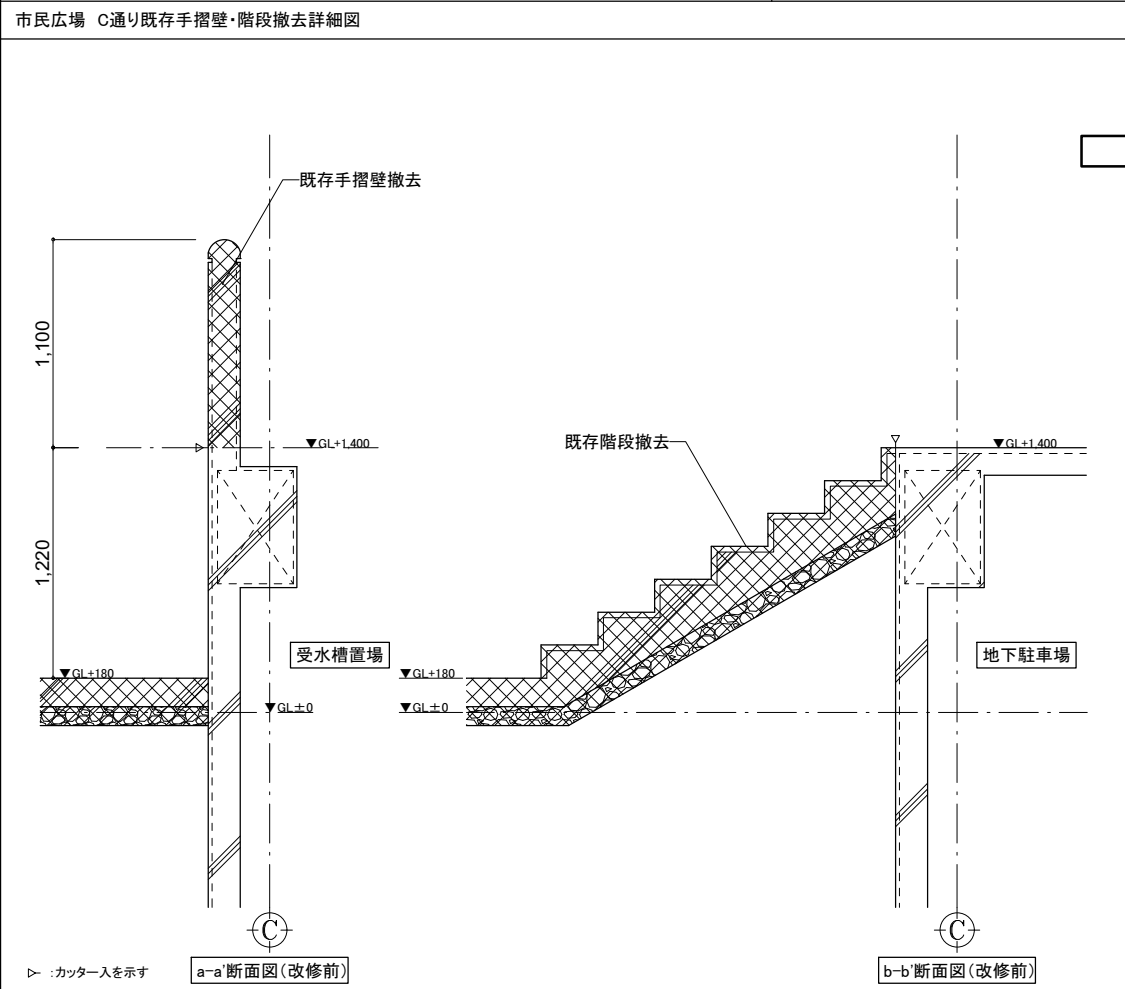 市民広場 C通り既存手摺壁・階段撤去詳細図
既存手摺壁撤去
1,100
▼GL+1,400
既存階段撤去
▼GL+1,400
1,220
受水槽置場
地下駐車場
▼GL+180
▼GL+180
▼GL±0
▼GL±0
C
C
▷ :カッター入を示す
a-a'断面図(改修前)
b-b'断面図(改修前)